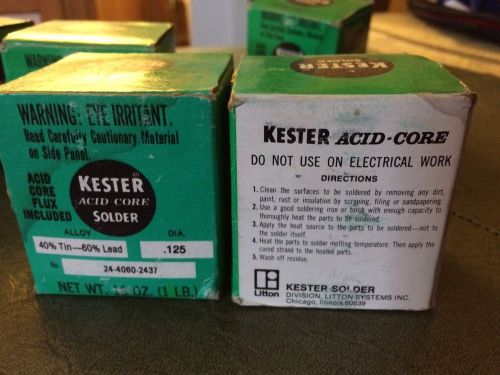 WARNING: EYE IRRITANT.
Read Carefully Cautionary Material
on Side Panel.
ACID
CORE
FLUX
INCLUDED
KESTER
ACID CORE
SOLDER
ALLOY
DIA.
40% Tin—60% Lead
.125
No.
24-4060-2437
NET WT. 16 OZ. (1 LB.)
KESTER
SOLDER
KESTER ACID-CORE
DO NOT USE ON ELECTRICAL WORK
DIRECTIONS
1. Clean the surfaces to be soldered by removing any dirt,
paint, rust or insulation by scraping, filing or sandpapering.
2. Use a good soldering iron or torch with enough capacity to
thoroughly heat the parts to be soldered.
3. Apply the heat source to the parts to be soldered—not to
the solder itself.
4. Heat the parts to solder melting temperature. Then apply the
cored strand to the heated parts.
5. Wash off residue.
Litton
KESTER SOLDER
DIVISION, LITTON SYSTEMS INC.
Chicago, Illinois 60639